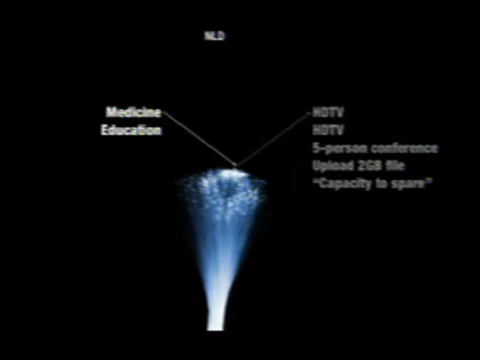 NLD
Medicine
Education
HDTV
HDTV
5-person conference
Upload 2GB file
“Capacity to spare”